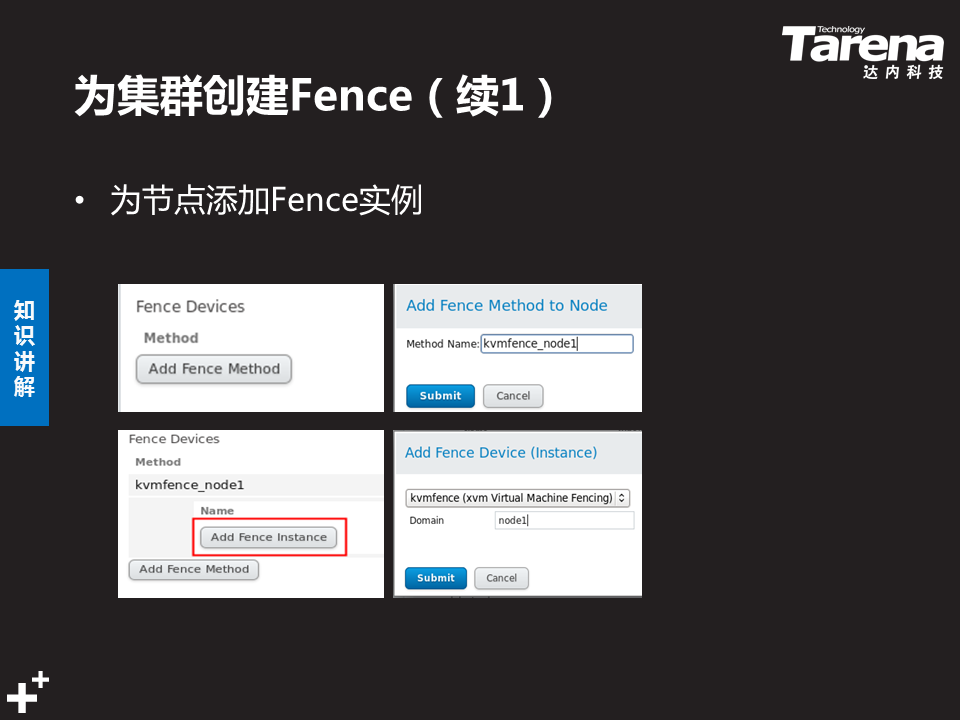 Technology
Tarena
达内科技
为集群创建Fence（续1）
• 为节点添加Fence实例
知识讲解
Fence Devices
Method
Add Fence Method
Add Fence Method to Node
Method Name: kvmfence_node1
Submit Cancel
Fence Devices
Method
kvmfence_node1
Name
Add Fence Instance
Add Fence Method
Add Fence Device (Instance)
kvmfence (xvm Virtual Machine Fencing)
Domain node1
Submit Cancel